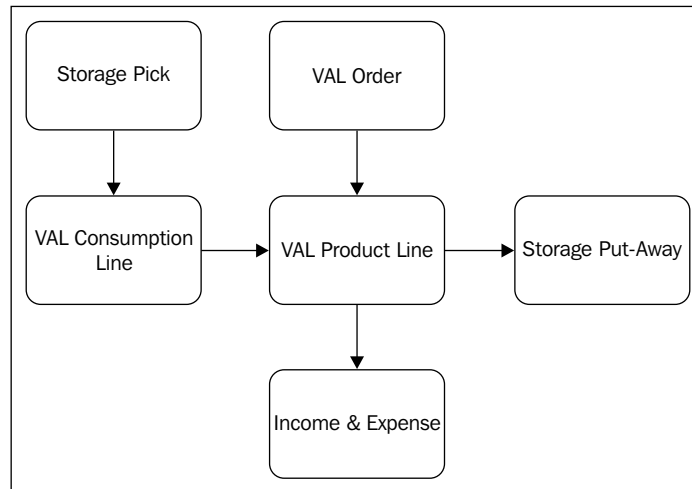 Storage Pick
VAL Order
VAL Consumption
Line
VAL Product Line
Storage Put-Away
Income & Expense